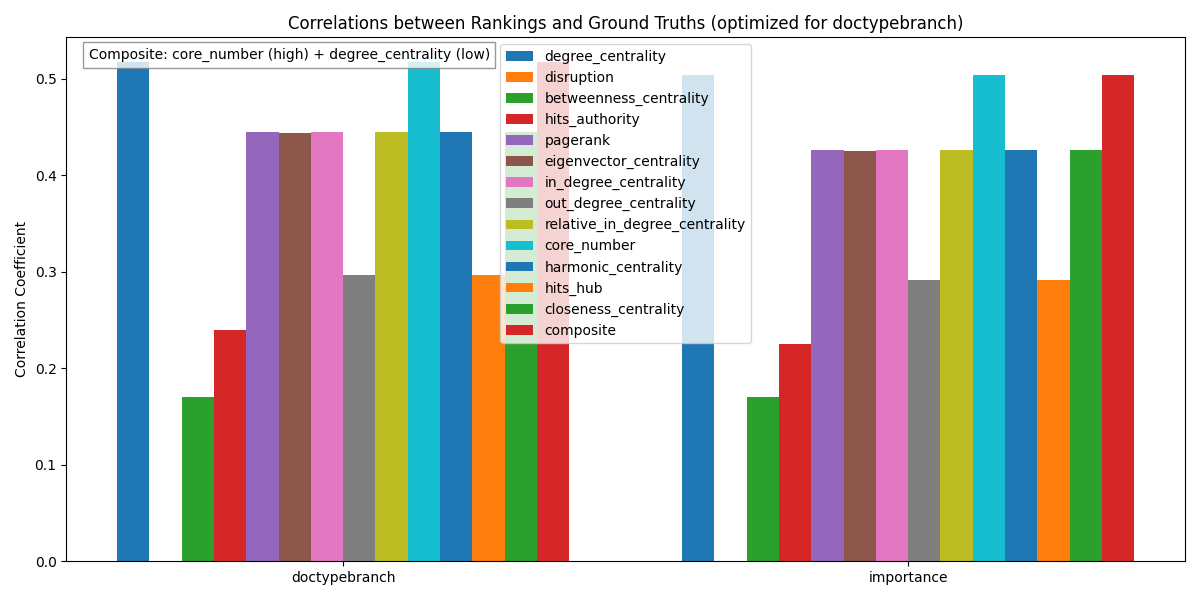 Correlations between Rankings and Ground Truths (optimized for doctypebranch)
Composite: core_number (high) + degree_centrality (low)
degree_centrality
disruption
betweenness_centrality
hits_authority
pagerank
eigenvector_centrality
in_degree_centrality
out_degree_centrality
relative_in_degree_centrality
core_number
harmonic_centrality
hits_hub
closeness_centrality
composite
Correlation Coefficient
0.5
0.4
0.3
0.2
0.1
0.0
doctypebranch
importance